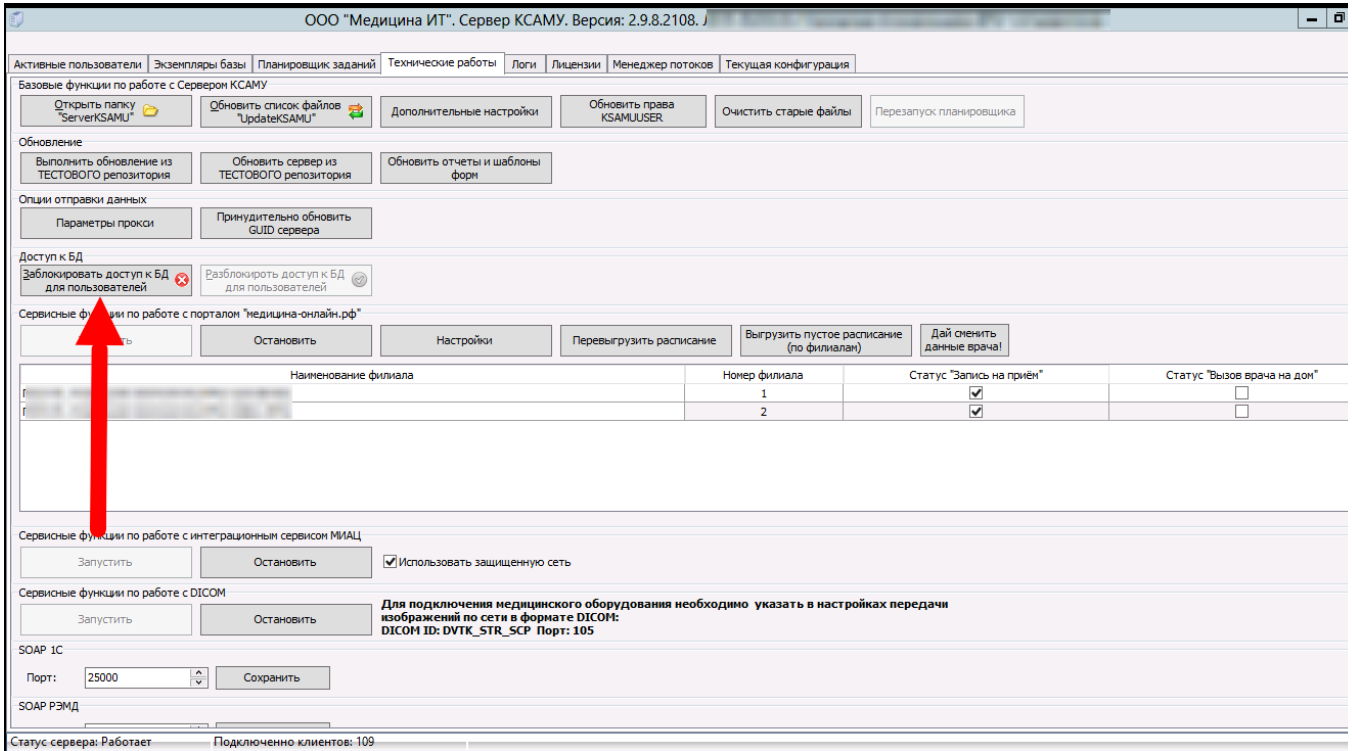 ООО "Медицина ИТ". Сервер КСАМУ. Версия: 2.9.8.2108.
Активные пользователи Экземпляры базы Планировщик заданий Технические работы Логи Лицензии Менеджер потоков Текущая конфигурация
Базовые функции по работе с Сервером КСАМУ
Открыть папку
"ServerKSAMU"
Обновить список файлов
"UpdateKSAMU"
Дополнительные настройки
Обновить права
KSAMUUSER
Очистить старые файлы
Перезапуск планировщика
Обновление
Выполнить обновление из
ТЕСТОВОГО репозитория
Обновить сервер из
ТЕСТОВОГО репозитория
Обновить отчеты и шаблоны
форм
Опции отправки данных
Параметры прокси
Принудительно обновить
GUID сервера
Доступ к БД
Заблокировать доступ к БД
для пользователей
Разблокироть доступ к БД
для пользователей
Сервисные функции по работе с порталом "медицина-онлайн.рф"
Остановить
Настройки
Перевыгрузить расписание
Выгрузить пустое расписание
(по филиалам)
Дай сменить
данные врача!
Наименование филиала Номер филиала Статус "Запись на приём" Статус "Вызов врача на дом"
1
2
Сервисные функции по работе с интеграционным сервисом МИАЦ
Запустить Остановить Использовать защищенную сеть
Сервисные функции по работе с DICOM
Запустить Остановить
Для подключения медицинского оборудования необходимо указать в настройках передачи
изображений по сети в формате DICOM:
DICOM ID: DVTK_STR_SCP Порт: 105
SOAP 1C
Порт: 25000 Сохранить
SOAP РЭМД
Статус сервера: Работает Подключенно клиентов: 109